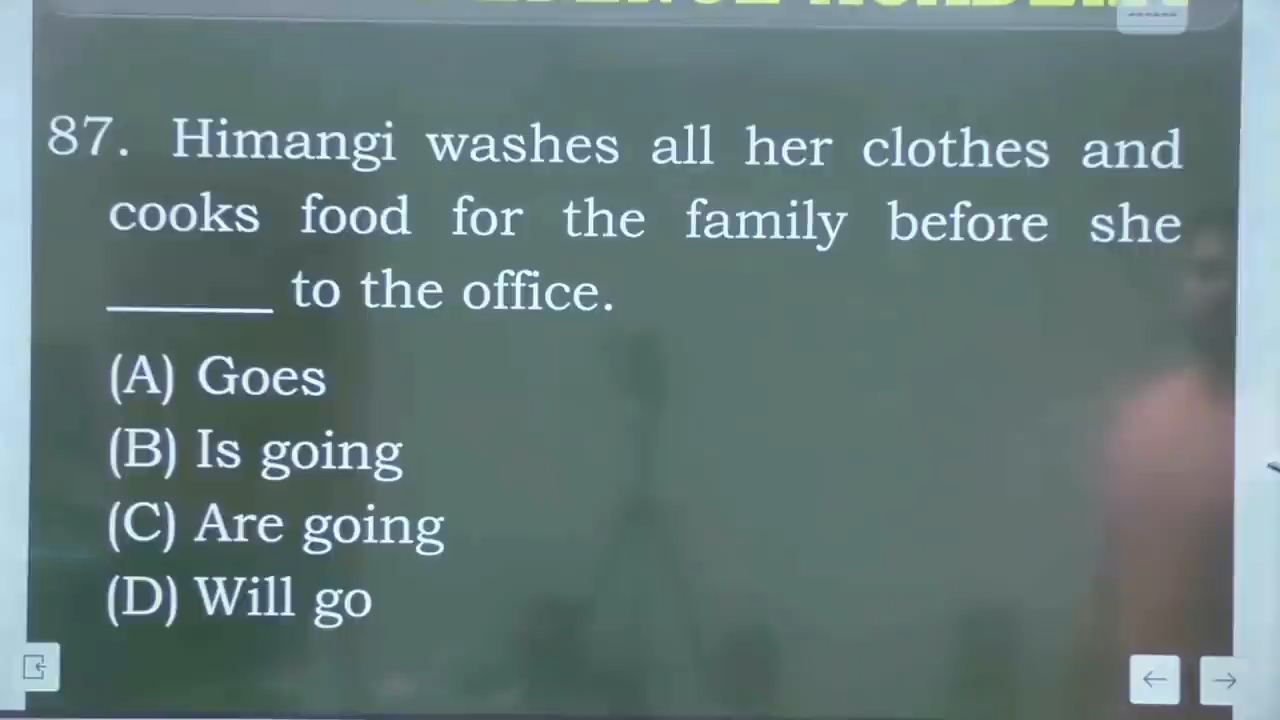 87. Himangi washes all her clothes and
cooks food for the family before she
______ to the office.
(A) Goes
(B) Is going
(C) Are going
(D) Will go